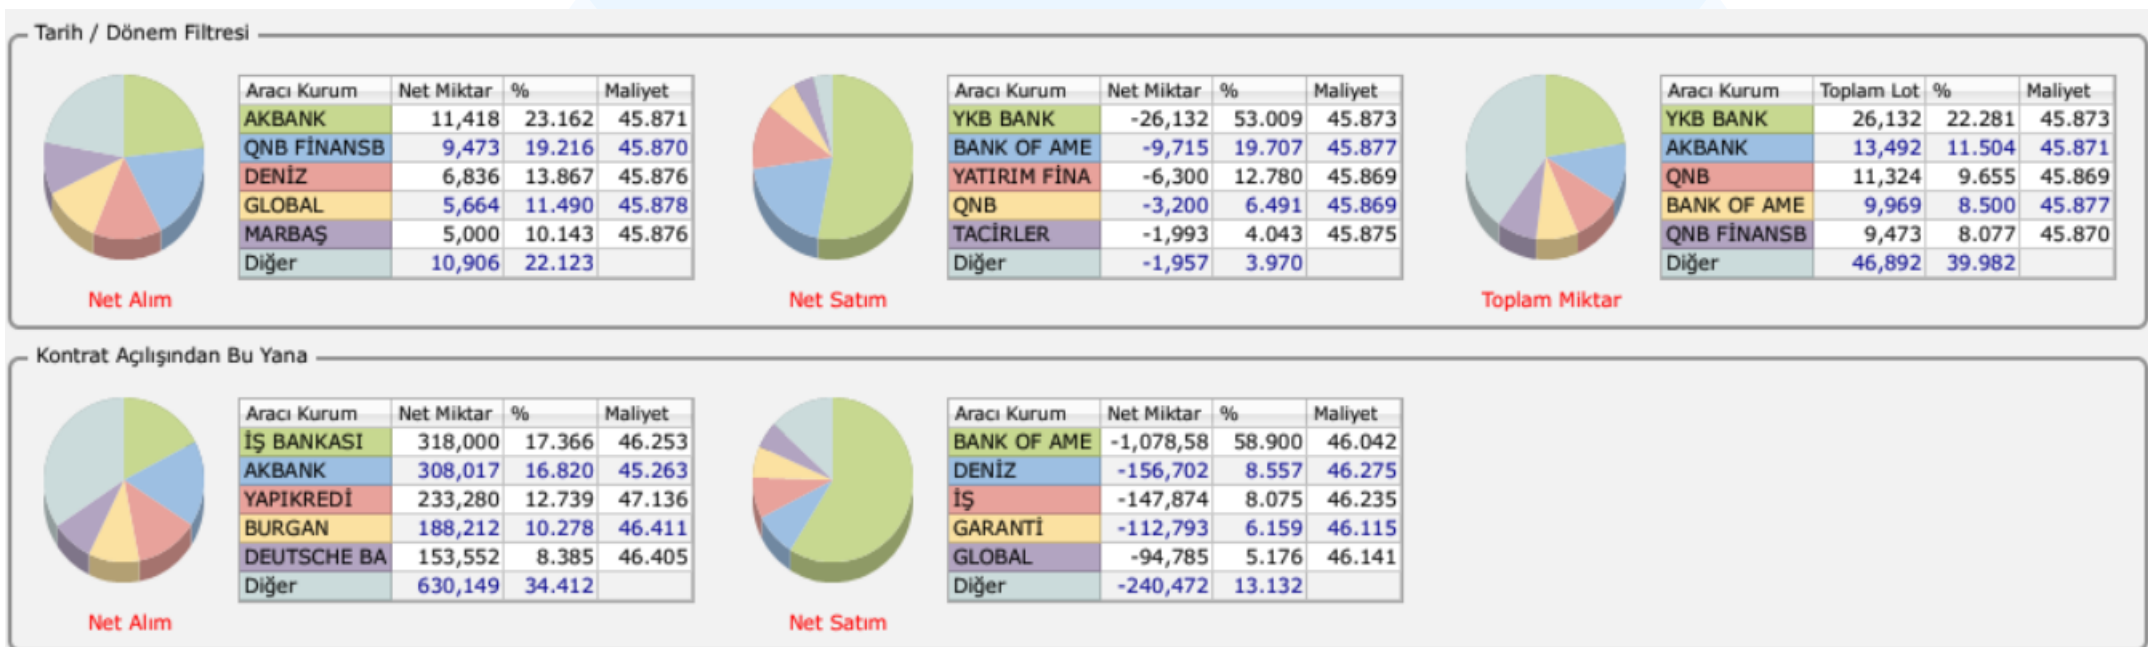 Tarih / Dönem Filtresi
Aracı Kurum Net Miktar % Maliyet
AKBANK 11,418 23.162 45.871
QNB FİNANSB 9,473 19.216 45.870
DENİZ 6,836 13.867 45.876
GLOBAL 5,664 11.490 45.878
MARBAŞ 5,000 10.143 45.876
Diğer 10,906 22.123
Net Alım
Aracı Kurum Net Miktar % Maliyet
YKB BANK -26,132 53.009 45.873
BANK OF AME -9,715 19.707 45.877
YATIRIM FİNA -6,300 12.780 45.869
QNB -3,200 6.491 45.869
TACİRLER -1,993 4.043 45.875
Diğer -1,957 3.970
Net Satım
Aracı Kurum Toplam Lot % Maliyet
YKB BANK 26,132 22.281 45.873
AKBANK 13,492 11.504 45.871
QNB 11,324 9.655 45.869
BANK OF AME 9,969 8.500 45.877
QNB FİNANSB 9,473 8.077 45.870
Diğer 46,892 39.982
Toplam Miktar
Kontrat Açılışından Bu Yana
Aracı Kurum Net Miktar % Maliyet
İŞ BANKASI 318,000 17.366 46.253
AKBANK 308,017 16.820 45.263
YAPIKREDİ 233,280 12.739 47.136
BURGAN 188,212 10.278 46.411
DEUTSCHE BA 153,552 8.385 46.405
Diğer 630,149 34.412
Net Alım
Aracı Kurum Net Miktar % Maliyet
BANK OF AME -1,078,58 58.900 46.042
DENİZ -156,702 8.557 46.275
İŞ -147,874 8.075 46.235
GARANTİ -112,793 6.159 46.115
GLOBAL -94,785 5.176 46.141
Diğer -240,472 13.132
Net Satım